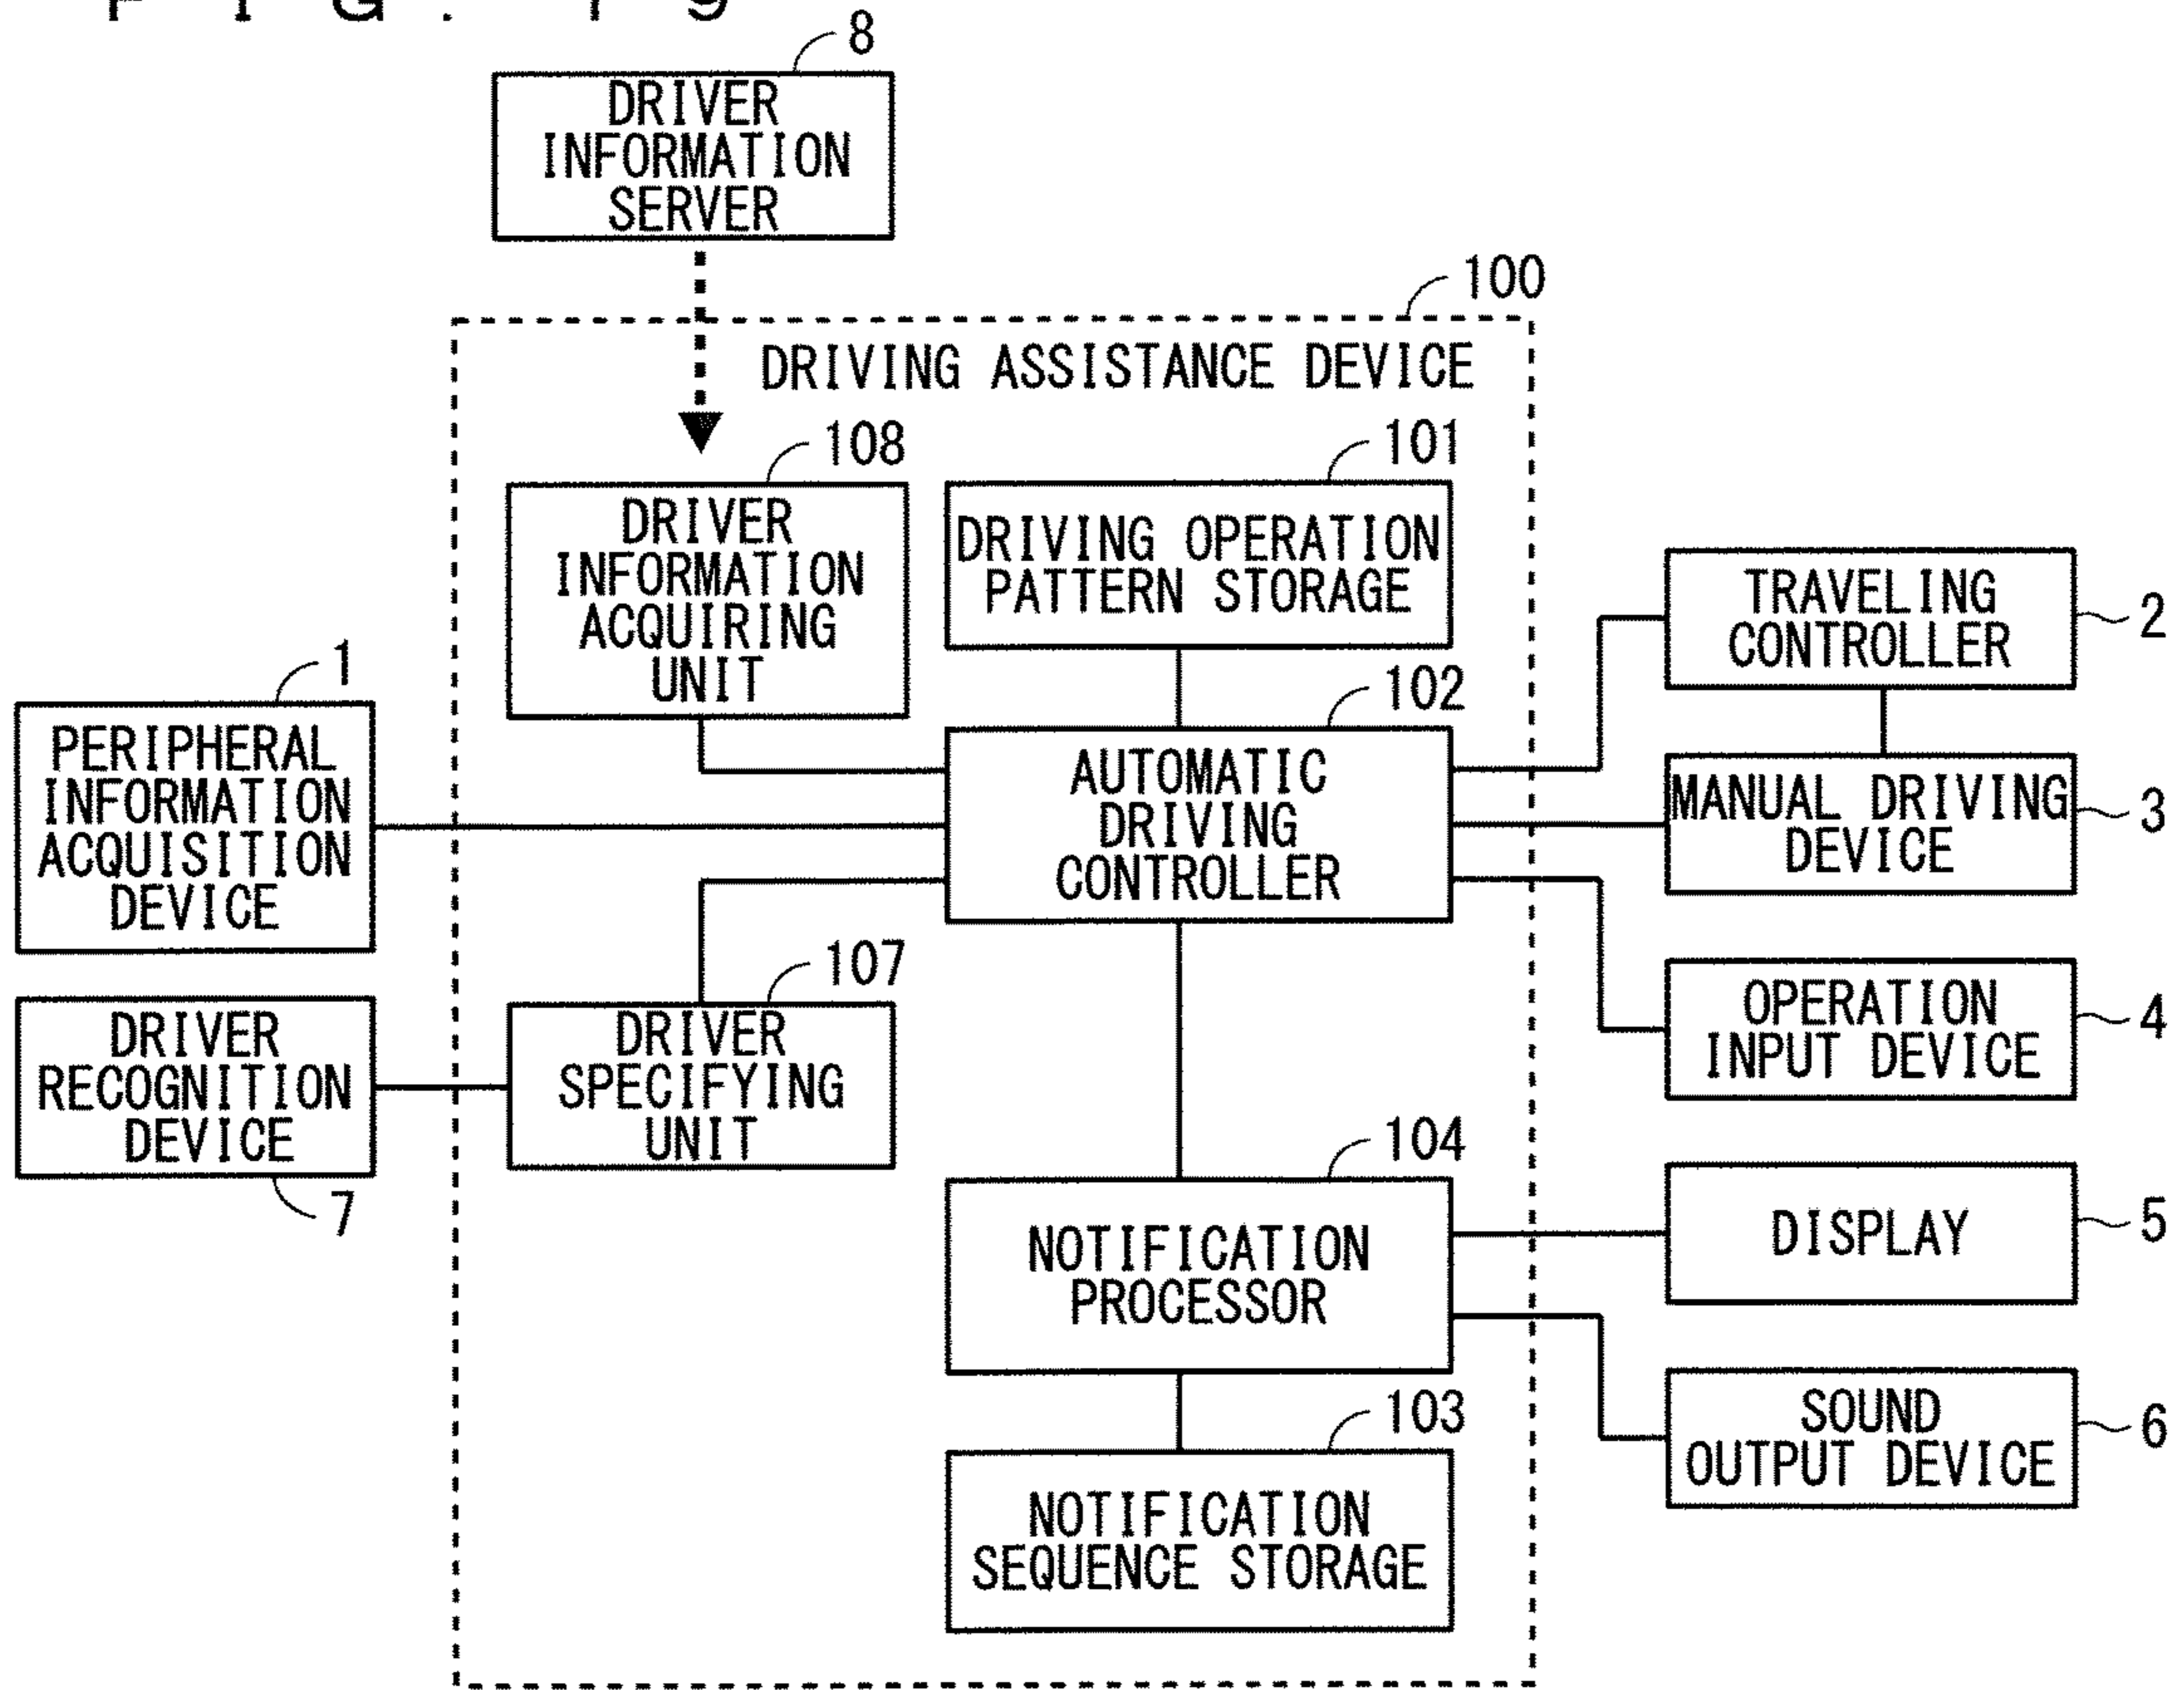 FIG. 19
8
DRIVER
INFORMATION
SERVER
100
DRIVING ASSISTANCE DEVICE
108
DRIVER
INFORMATION
ACQUIRING
UNIT
101
DRIVING OPERATION
PATTERN STORAGE
1
PERIPHERAL
INFORMATION
ACQUISITION
DEVICE
102
AUTOMATIC
DRIVING
CONTROLLER
TRAVELING
CONTROLLER
2
MANUAL DRIVING
DEVICE
3
107
DRIVER
SPECIFYING
UNIT
DRIVER
RECOGNITION
DEVICE
7
OPERATION
INPUT DEVICE
4
104
NOTIFICATION
PROCESSOR
DISPLAY
5
103
NOTIFICATION
SEQUENCE STORAGE
SOUND
OUTPUT DEVICE
6